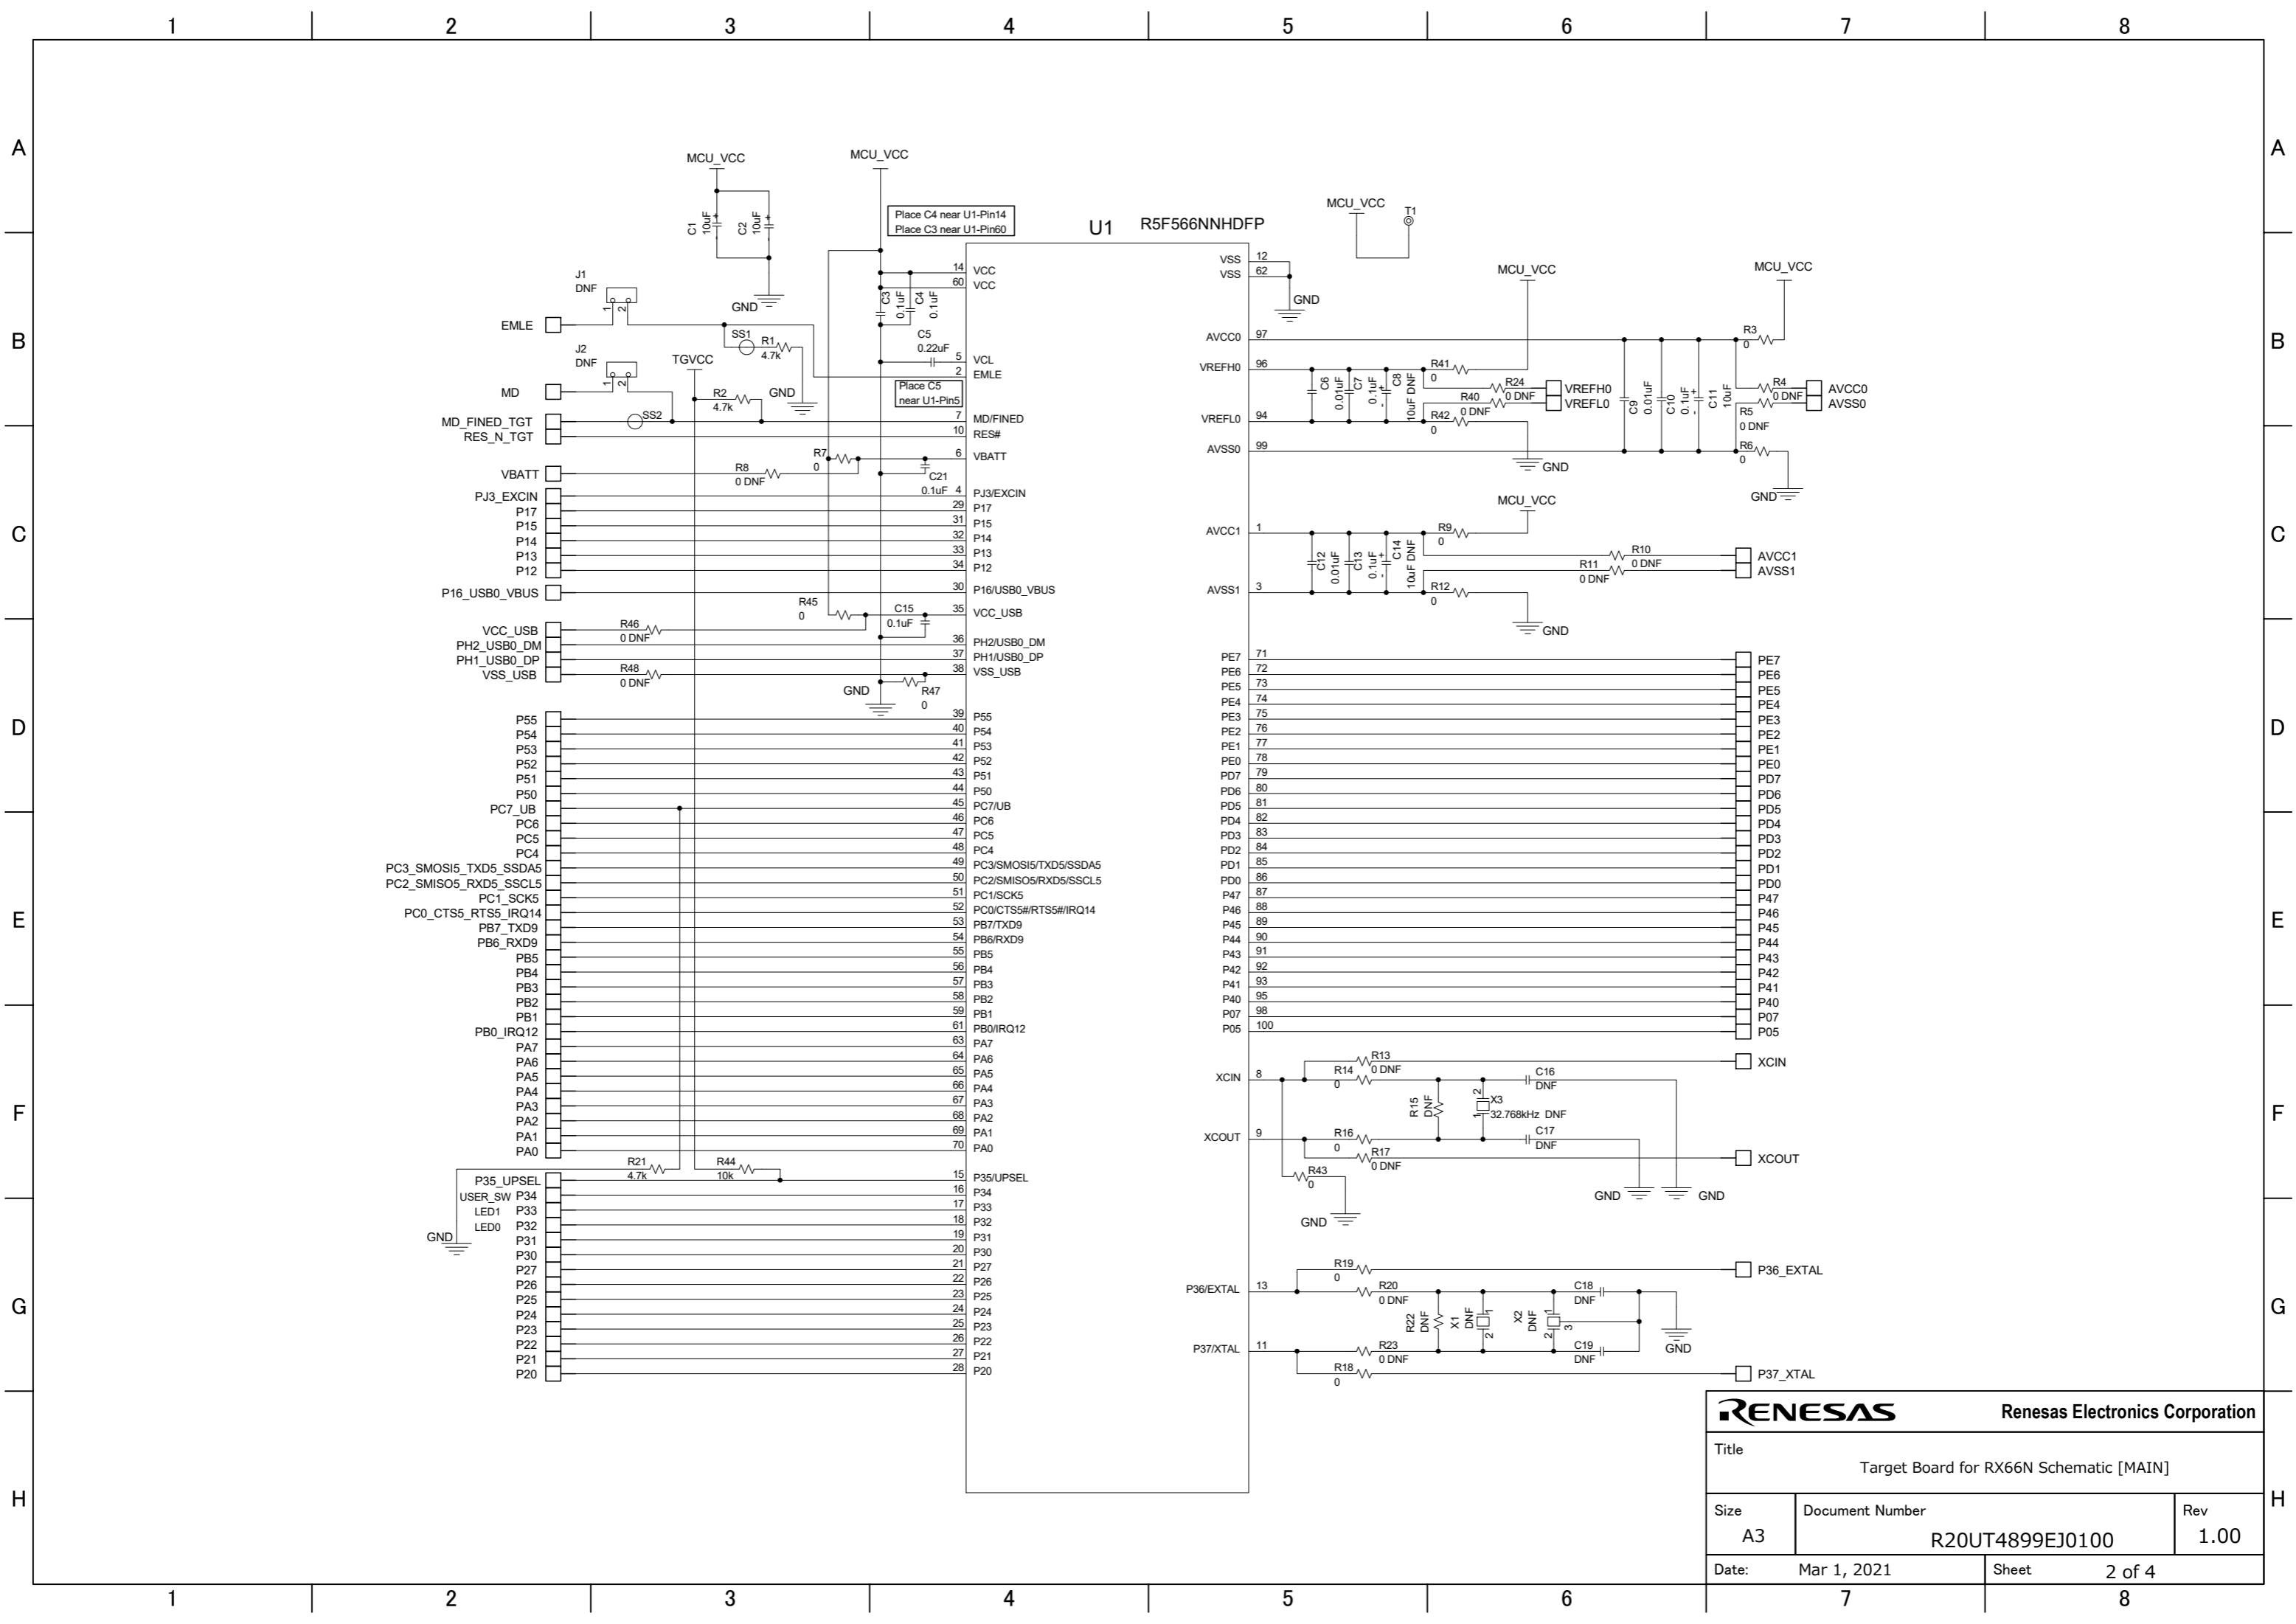 1 2 3 4 5 6 7 8
A A
B B
C C
D D
E E
F F
G G
H H
MCU_VCC
C1
10uF
+
C2
10uF
+
GND
MCU_VCC
Place C4 near U1-Pin14
Place C3 near U1-Pin60
C3
0.1uF
C4
0.1uF
C5
0.22uF
Place C5
near U1-Pin5
J1
DNF
1
2
EMLE
SS1
R1
4.7k
GND
J2
DNF
1
2
MD
TGVCC
R2
4.7k
MD_FINED_TGT
SS2
RES_N_TGT
VBATT
R8
0 DNF
R7
0
C21
0.1uF
PJ3_EXCIN
P17
P15
P14
P13
P12
P16_USB0_VBUS
R45
0
C15
0.1uF
VCC_USB
R46
0 DNF
PH2_USB0_DM
PH1_USB0_DP
VSS_USB
R48
0 DNF
R47
0
GND
P55
P54
P53
P52
P51
P50
PC7_UB
PC6
PC5
PC4
PC3_SMOSI5_TXD5_SSDA5
PC2_SMISO5_RXD5_SSCL5
PC1_SCK5
PC0_CTS5_RTS5_IRQ14
PB7_TXD9
PB6_RXD9
PB5
PB4
PB3
PB2
PB1
PB0_IRQ12
PA7
PA6
PA5
PA4
PA3
PA2
PA1
PA0
R21
4.7k
R44
10k
P35_UPSEL
USER_SW P34
LED1 P33
LED0 P32
P31
P30
P27
P26
P25
P24
P23
P22
P21
P20
GND
U1 R5F566NNHDFP
14 VCC
60 VCC
5 VCL
2 EMLE
7 MD/FINED
10 RES#
6 VBATT
4 PJ3/EXCIN
29 P17
31 P15
32 P14
33 P13
34 P12
30 P16/USB0_VBUS
35 VCC_USB
36 PH2/USB0_DM
37 PH1/USB0_DP
38 VSS_USB
39 P55
40 P54
41 P53
42 P52
43 P51
44 P50
45 PC7/UB
46 PC6
47 PC5
48 PC4
49 PC3/SMOSI5/TXD5/SSDA5
50 PC2/SMISO5/RXD5/SSCL5
51 PC1/SCK5
52 PC0/CTS5#/RTS5#/IRQ14
53 PB7/TXD9
54 PB6/RXD9
55 PB5
56 PB4
57 PB3
58 PB2
59 PB1
61 PB0/IRQ12
63 PA7
64 PA6
65 PA5
66 PA4
67 PA3
68 PA2
69 PA1
70 PA0
15 P35/UPSEL
16 P34
17 P33
18 P32
19 P31
20 P30
21 P27
22 P26
23 P25
24 P24
25 P23
26 P22
27 P21
28 P20
VSS 12
VSS 62
GND
MCU_VCC
T1
AVCC0 97
VREFH0 96
VREFL0 94
AVSS0 99
C6
0.01uF
C7
0.1uF
C8
10uF DNF
+
-
R41
0
R42
0
MCU_VCC
R24
0 DNF
R40
0 DNF
VREFH0
VREFL0
GND
C9
0.01uF
C10
0.1uF
C11
10uF
+
-
MCU_VCC
R3
0
R4
0 DNF
R5
0 DNF
R6
0
AVCC0
AVSS0
GND
AVCC1 1
AVSS1 3
C12
0.01uF
C13
0.1uF
C14
10uF DNF
+
-
MCU_VCC
R9
0
R10
0 DNF
R11
0 DNF
R12
0
AVCC1
AVSS1
GND
PE7 71 PE7
PE6 72 PE6
PE5 73 PE5
PE4 74 PE4
PE3 75 PE3
PE2 76 PE2
PE1 77 PE1
PE0 78 PE0
PD7 79 PD7
PD6 80 PD6
PD5 81 PD5
PD4 82 PD4
PD3 83 PD3
PD2 84 PD2
PD1 85 PD1
PD0 86 PD0
P47 87 P47
P46 88 P46
P45 89 P45
P44 90 P44
P43 91 P43
P42 92 P42
P41 93 P41
P40 95 P40
P07 98 P07
P05 100 P05
XCIN 8
XCOUT 9
R13
0 DNF
R14
0
R15
DNF
X3
32.768kHz DNF
2
1
C16
DNF
C17
DNF
R16
0
R17
0 DNF
R43
0
GND
XCIN
XCOUT
GND GND
P36/EXTAL 13
P37/XTAL 11
R19
0
R20
0 DNF
R22
DNF
X1
DNF
1
2
X2
DNF
1
2
3
C18
DNF
C19
DNF
R23
0 DNF
R18
0
GND
P36_EXTAL
P37_XTAL
RENESAS Renesas Electronics Corporation
Title
Target Board for RX66N Schematic [MAIN]
Size
A3
Document Number
R20UT4899EJ0100
Rev
1.00
Date: Mar 1, 2021
Sheet 2 of 4
1 2 3 4 5 6 7 8